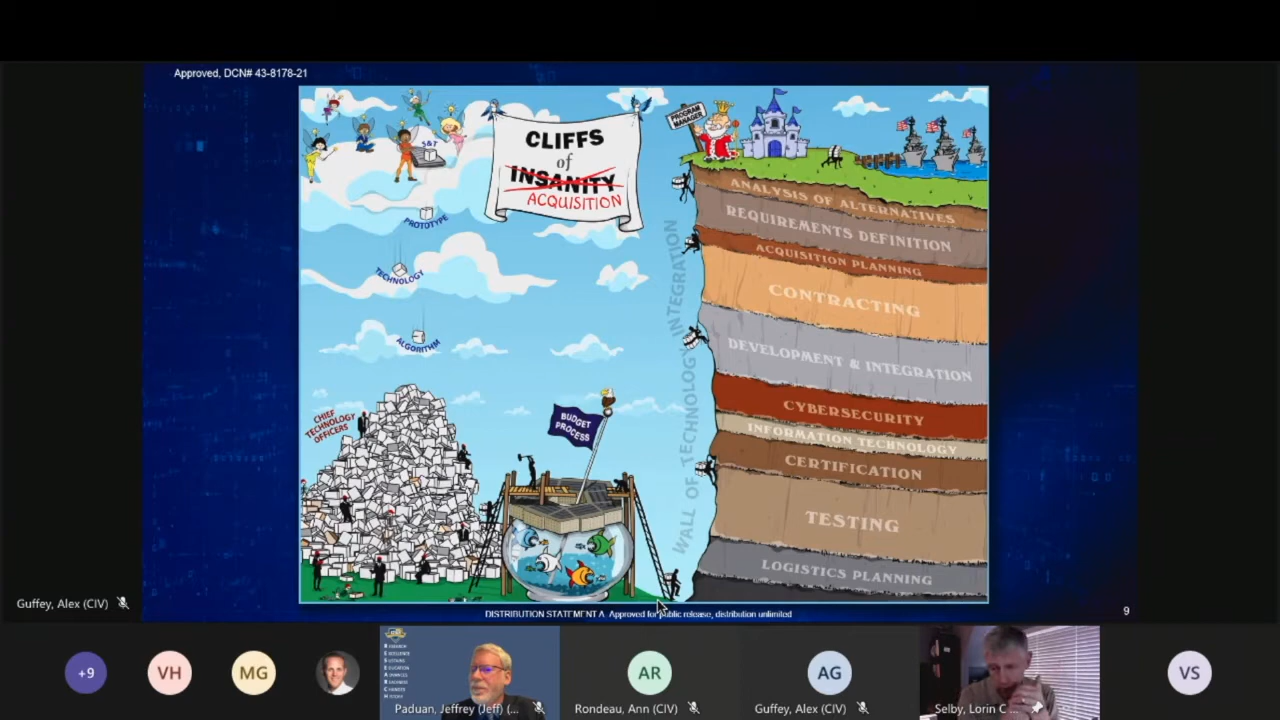 Approved, DCN# 43-8178-21
S&T
PROTOTYPE
TECHNOLOGY
ALGORITHM
CLIFFS
of
INSANITY
ACQUISITION
PROGRAM
MANAGER
WALL OF TECHNOLOGY INTEGRATION
ANALYSIS OF ALTERNATIVES
REQUIREMENTS DEFINITION
ACQUISITION PLANNING
CONTRACTING
DEVELOPMENT & INTEGRATION
CYBERSECURITY
INFORMATION TECHNOLOGY
CERTIFICATION
TESTING
LOGISTICS PLANNING
CHIEF
TECHNOLOGY
OFFICERS
BUDGET
PROCESS
Guffey, Alex (CIV)
DISTRIBUTION STATEMENT A. Approved for public release, distribution unlimited
9
+9
VH
MG
Paduan, Jeffrey (Jeff) (...
AR
Rondeau, Ann (CIV)
AG
Guffey, Alex (CIV)
Selby, Lorin C ...
VS